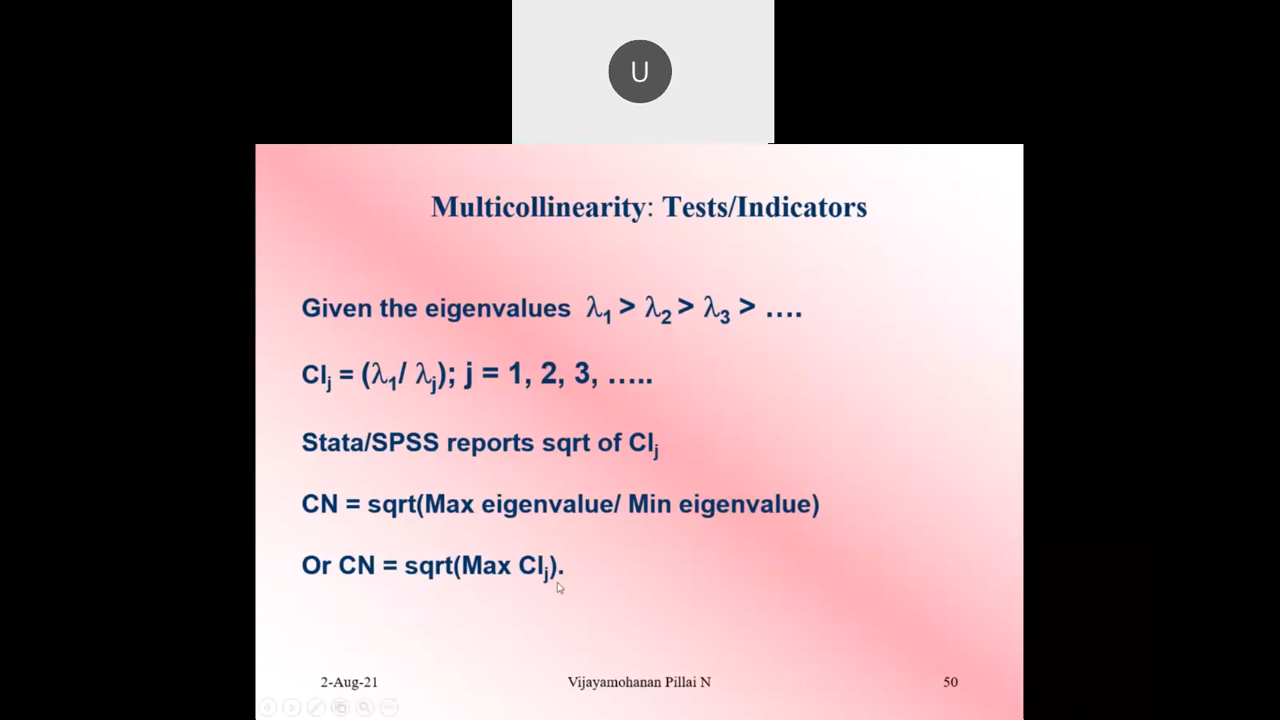 U
Multicollinearity: Tests/Indicators
Given the eigenvalues λ1 > λ2 > λ3 > ….
CIj = (λ1/ λj); j = 1, 2, 3, …..
Stata/SPSS reports sqrt of CIj
CN = sqrt(Max eigenvalue/ Min eigenvalue)
Or CN = sqrt(Max CIj).
2-Aug-21 Vijayamohanan Pillai N 50